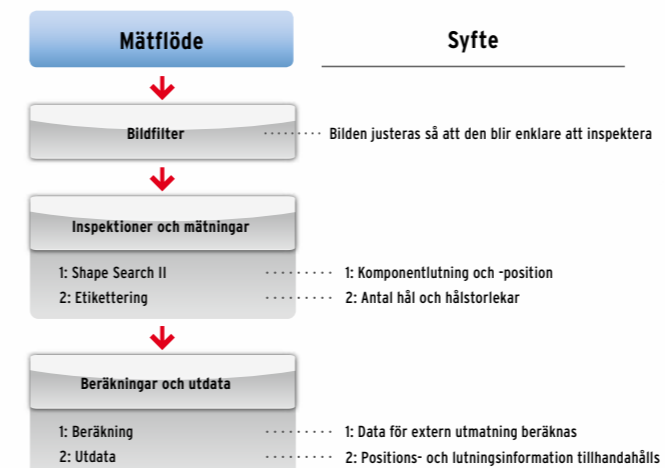 Mätflöde Syfte
Bildfilter ......... Bilden justeras så att den blir enklare att inspektera
Inspektioner och mätningar
1: Shape Search II ......... 1: Komponentlutning och -position
2: Etikettering ......... 2: Antal hål och hålstorlekar
Beräkningar och utdata
1: Beräkning ......... 1: Data för extern utmatning beräknas
2: Utdata ......... 2: Positions- och lutningsinformation tillhandahålls